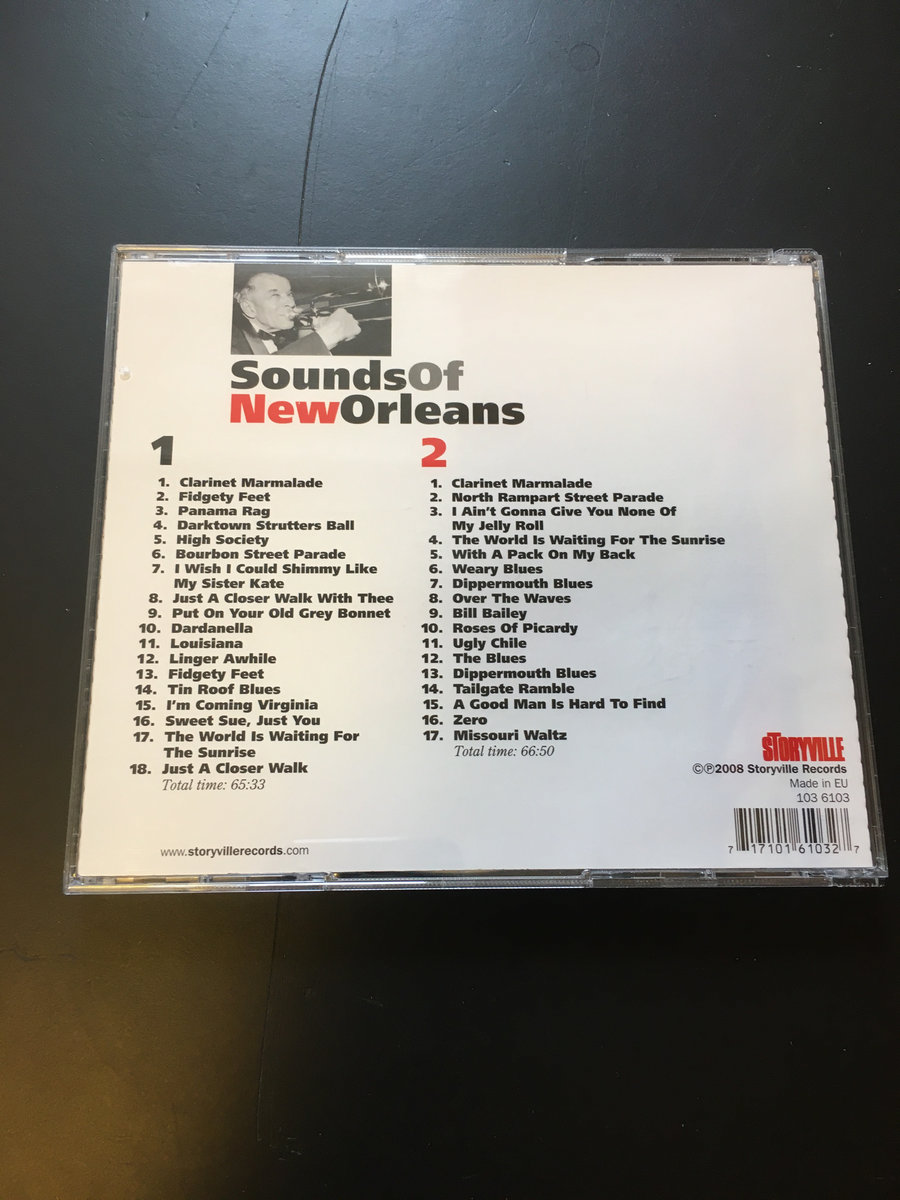 SoundsOf
NewOrleans
1
1. Clarinet Marmalade
2. Fidgety Feet
3. Panama Rag
4. Darktown Strutters Ball
5. High Society
6. Bourbon Street Parade
7. I Wish I Could Shimmy Like
My Sister Kate
8. Just A Closer Walk With Thee
9. Put On Your Old Grey Bonnet
10. Dardanella
11. Louisiana
12. Linger Awhile
13. Fidgety Feet
14. Tin Roof Blues
15. I'm Coming Virginia
16. Sweet Sue, Just You
17. The World Is Waiting For
The Sunrise
18. Just A Closer Walk
Total time: 65:33
2
1. Clarinet Marmalade
2. North Rampart Street Parade
3. I Ain't Gonna Give You None Of
My Jelly Roll
4. The World Is Waiting For The Sunrise
5. With A Pack On My Back
6. Weary Blues
7. Dippermouth Blues
8. Over The Waves
9. Bill Bailey
10. Roses Of Picardy
11. Ugly Chile
12. The Blues
13. Dippermouth Blues
14. Tailgate Ramble
15. A Good Man Is Hard To Find
16. Zero
17. Missouri Waltz
Total time: 66:50
STORYVILLE
©℗2008 Storyville Records
Made in EU
103 6103
7 17101 61032 7
www.storyvillerecords.com